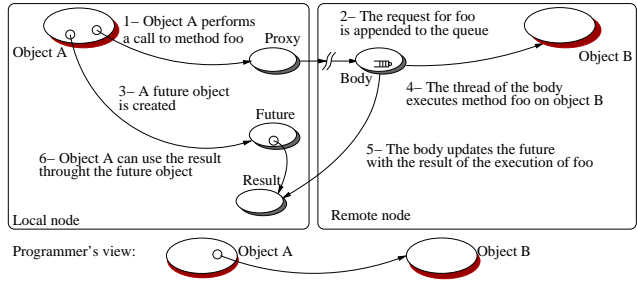 1– Object A performs
a call to method foo
Object A
Proxy
2– The request for foo
is appended to the queue
Object B
Body
3– A future object
is created
4– The thread of the body
executes method foo on object B
Future
5– The body updates the future
with the result of the execution of foo
6– Object A can use the result
throught the future object
Result
Local node
Remote node
Programmer's view:
Object A
Object B